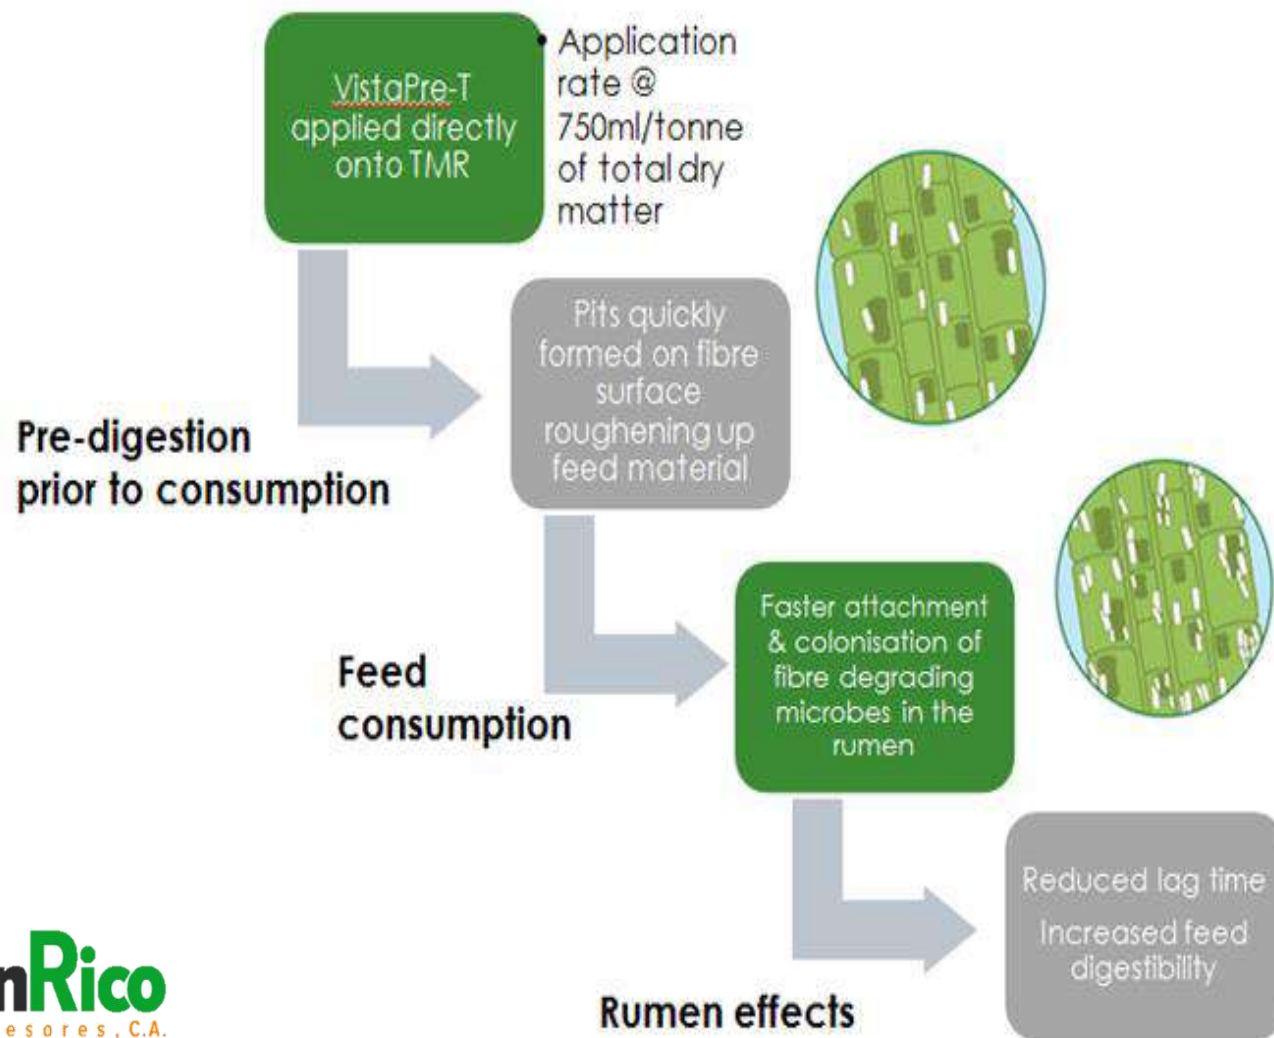 VistaPre-T
applied directly
onto TMR
• Application
rate @
750ml/tonne
of total dry
matter
Pits quickly
formed on fibre
surface
roughening up
feed material
Pre-digestion
prior to consumption
Faster attachment
& colonisation of
fibre degrading
microbes in the
rumen
Feed
consumption
Reduced lag time
Increased feed
digestibility
Rumen effects
nRico
esores, C.A.